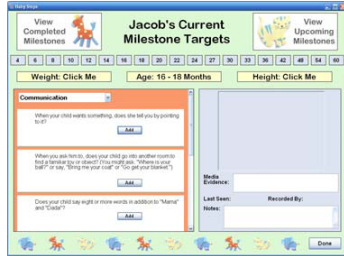 Baby Steps
View
Completed
Milestones
Jacob's Current
Milestone Targets
View
Upcoming
Milestones
4 6 8 10 12 14 16 18 20 22 24 27 30 33 36 42 48 54 60
Weight: Click Me
Age: 16 - 18 Months
Height: Click Me
Communication
When your child wants something, does she tell you by pointing
to it?
Add
When you ask him to, does your child go into another room to
find a familiar toy or object? (You might ask, "Where is your
ball?" or say, "Bring me your coat" or "Go get your blanket.")
Add
Does your child say eight or more words in addition to "Mama"
and "Dada"?
Add
Media
Evidence:
Last Seen:
Recorded By:
Notes:
Done